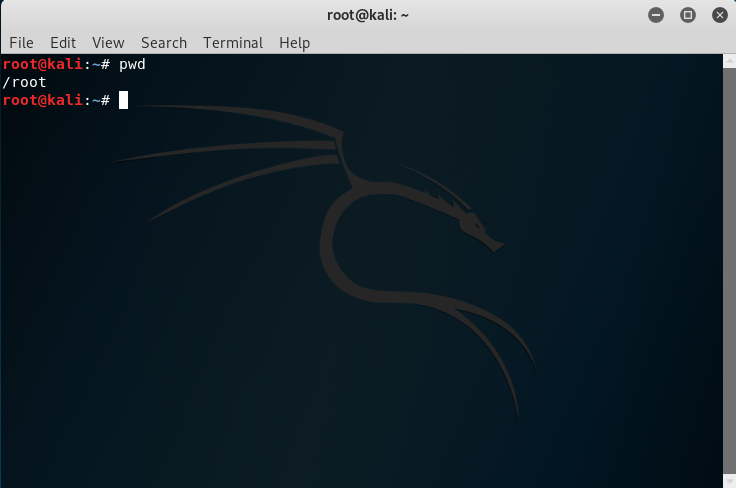 root@kali: ~
File Edit View Search Terminal Help
root@kali:~# pwd
/root
root@kali:~#